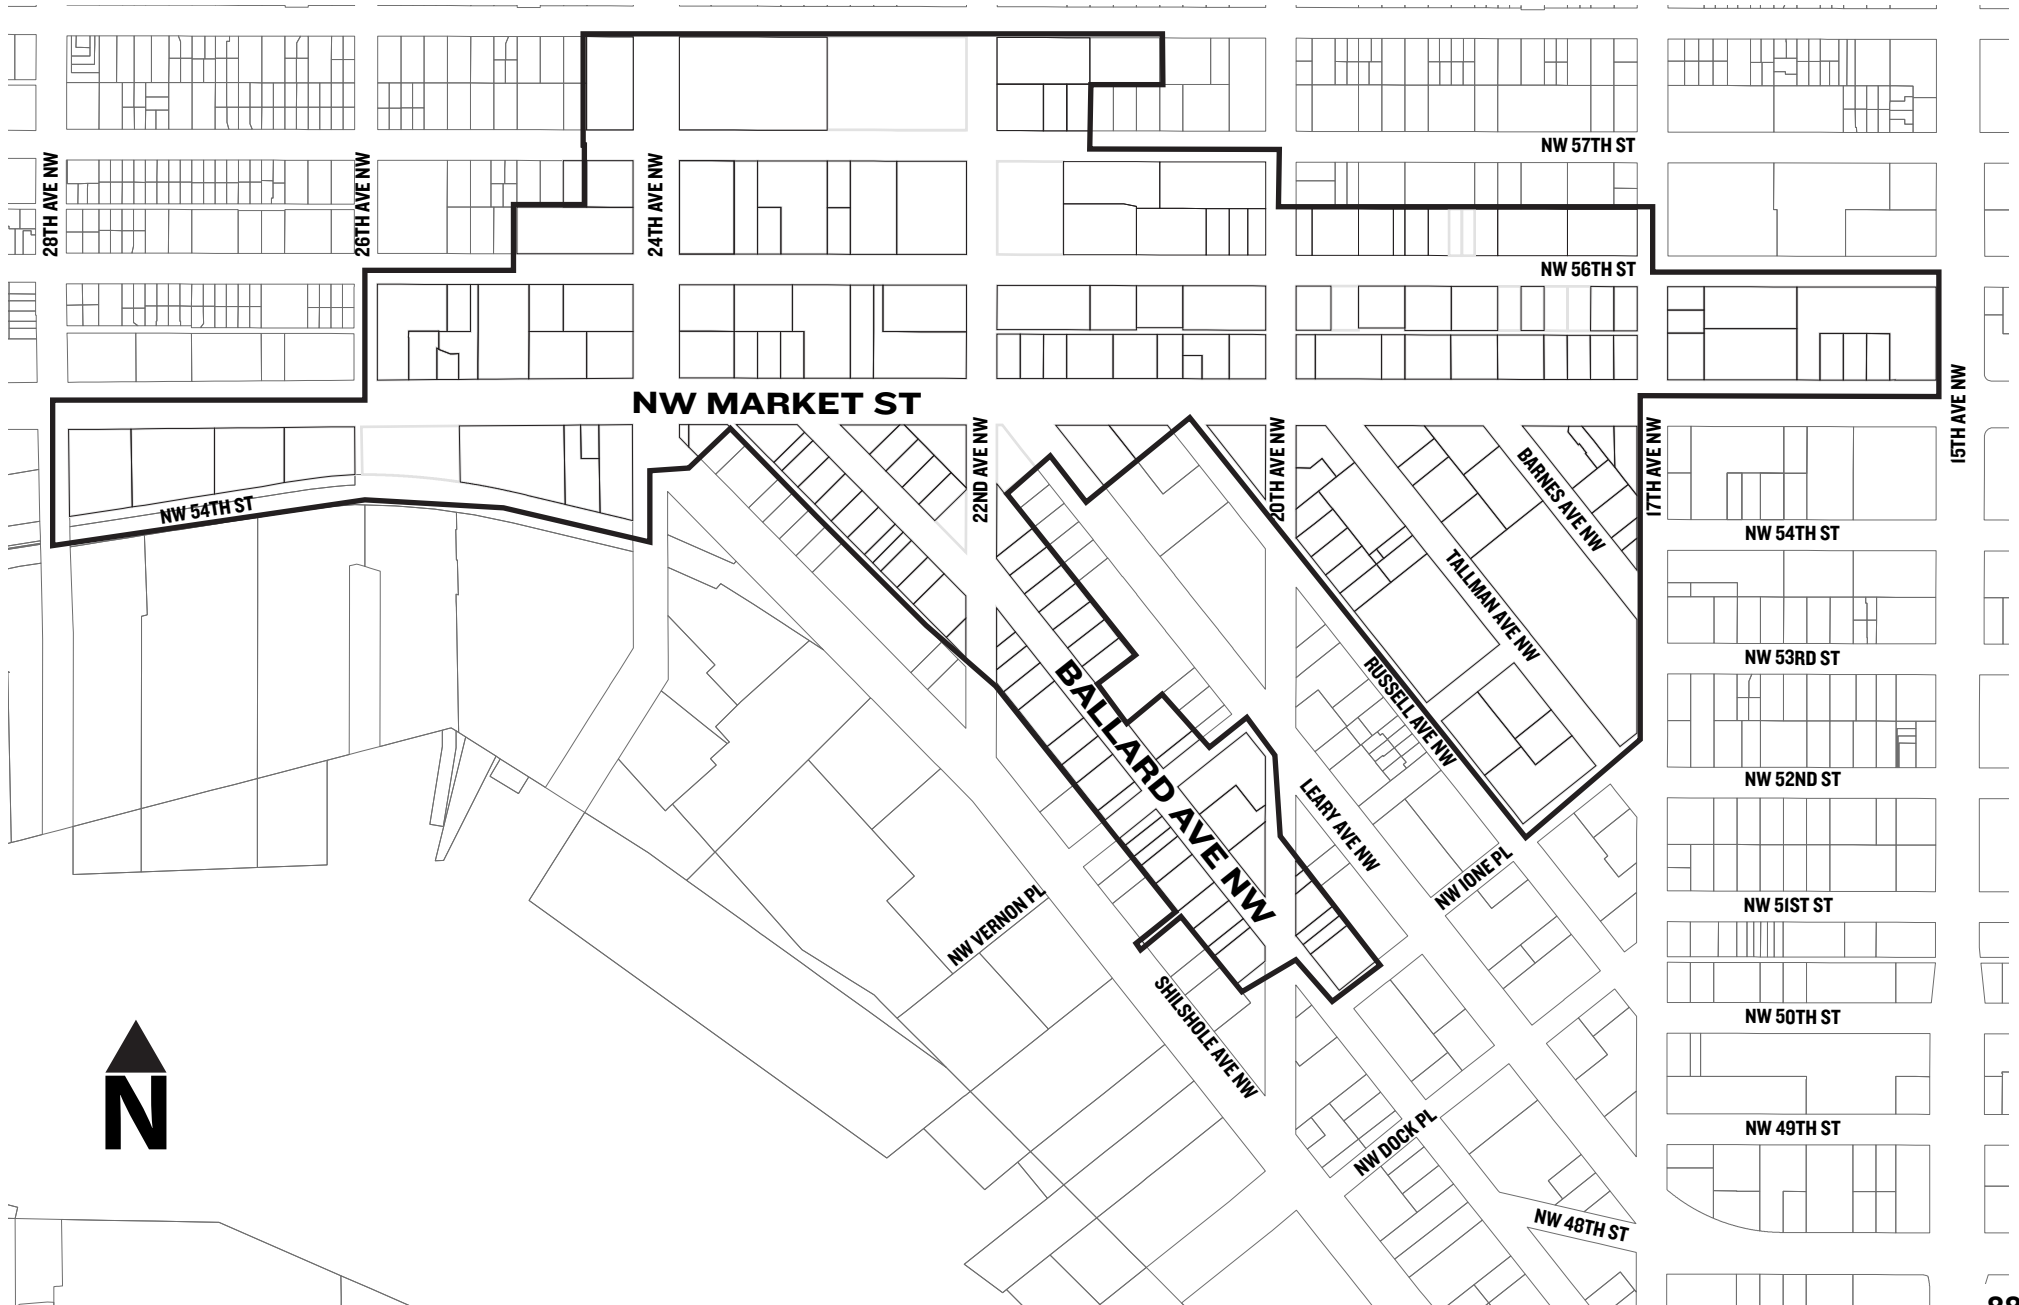 NW 57TH ST
28TH AVE NW
26TH AVE NW
24TH AVE NW
NW 56TH ST
NW MARKET ST
15TH AVE NW
22ND AVE NW
20TH AVE NW
17TH AVE NW
BARNES AVE NW
NW 54TH ST
NW 54TH ST
TALLMAN AVE NW
NW 53RD ST
RUSSELL AVE NW
BALLARD AVE NW
NW 52ND ST
LEARY AVE NW
NW IONE PL
NW 51ST ST
NW VERNON PL
SHILSHOLE AVE NW
NW 50TH ST
N
NW DOCK PL
NW 49TH ST
NW 48TH ST